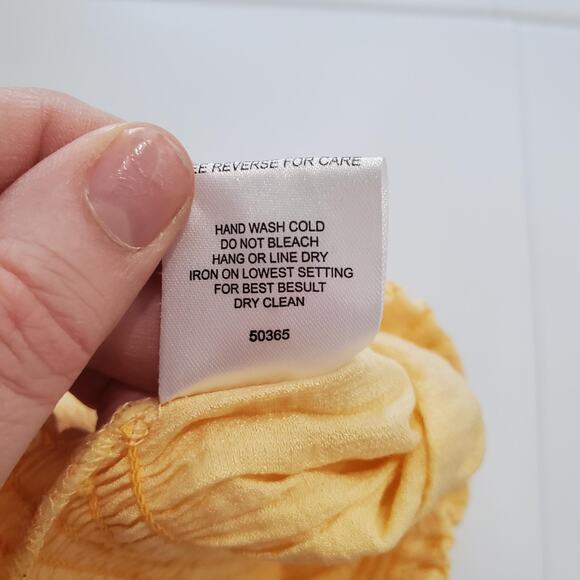 EE REVERSE FOR CARE
HAND WASH COLD
DO NOT BLEACH
HANG OR LINE DRY
IRON ON LOWEST SETTING
FOR BEST BESULT
DRY CLEAN
50365